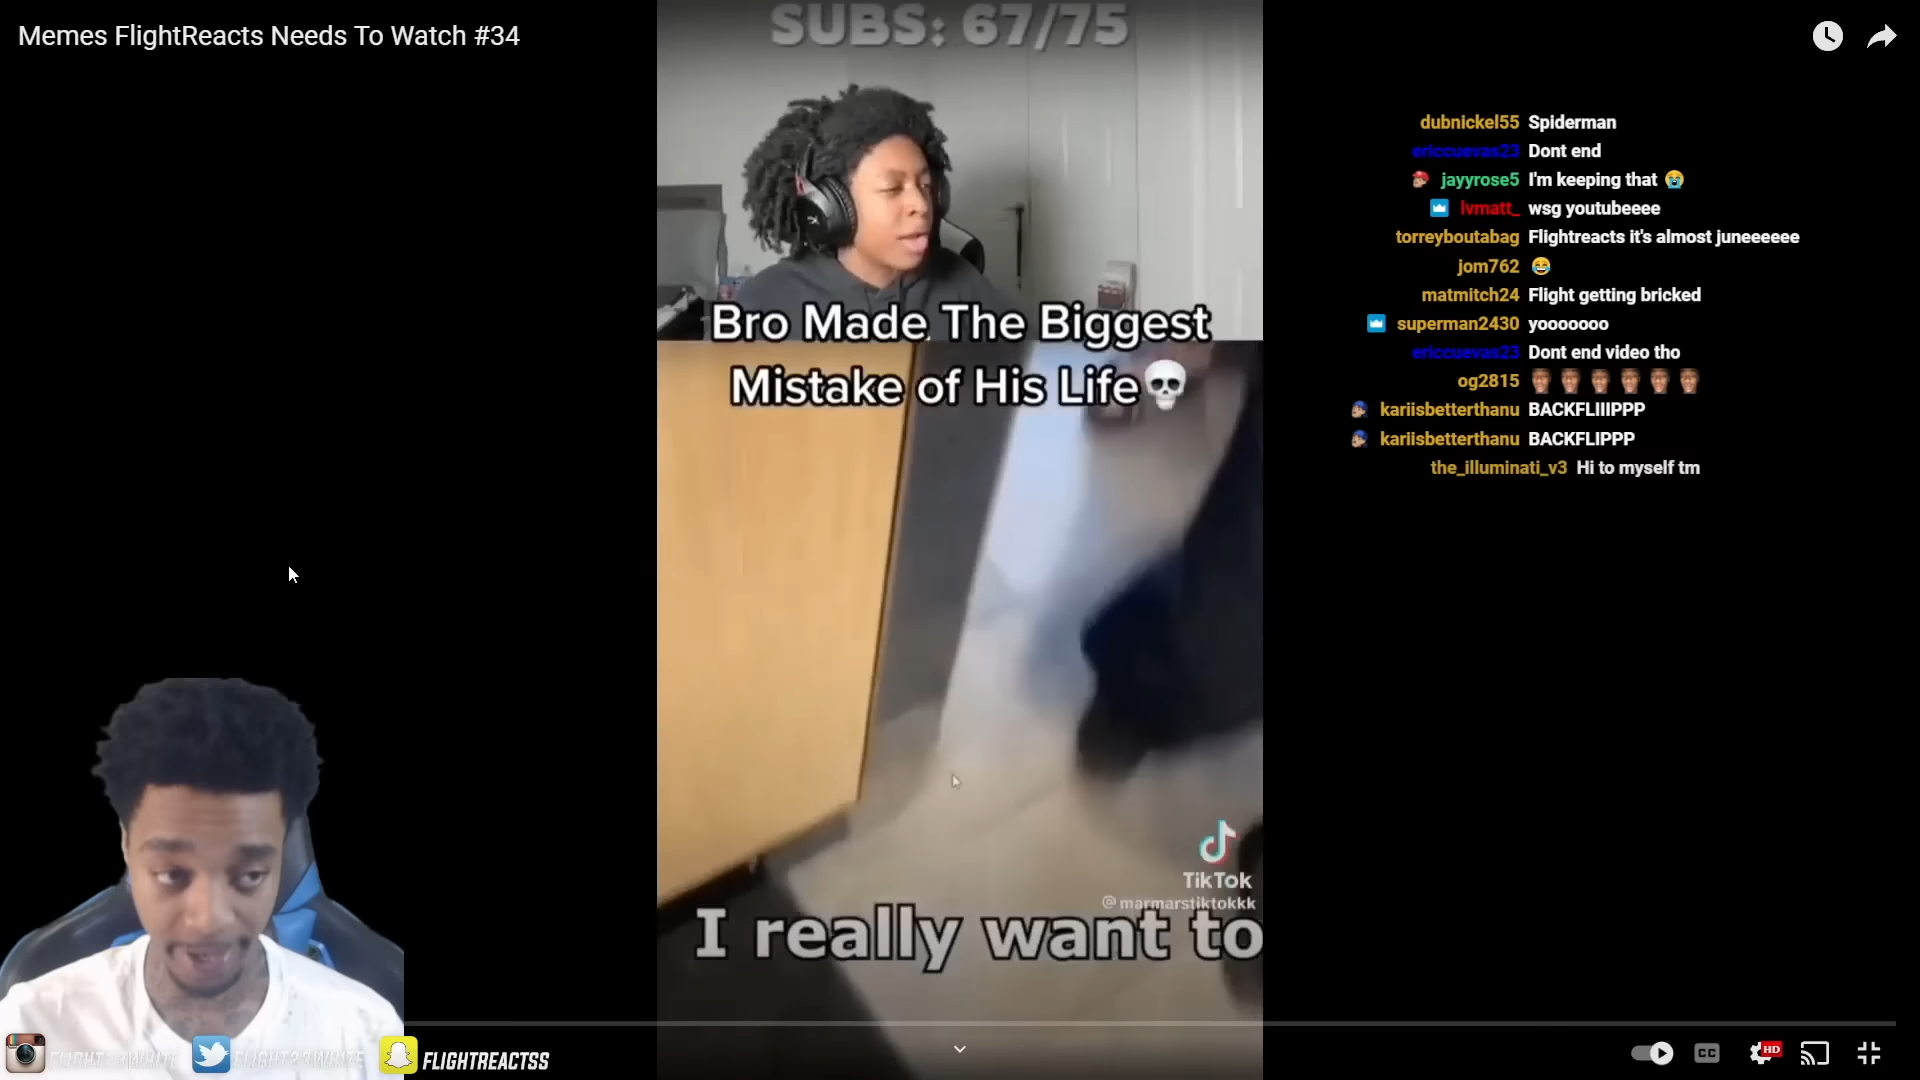 Memes FlightReacts Needs To Watch #34
SUBS: 67/75
Bro Made The Biggest
Mistake of His Life💀
dubnickel55 Spiderman
ericcuevas23 Dont end
jayyrose5 I'm keeping that 😭
lvmatt_ wsg youtubeeee
torreyboutabag Flightreacts it's almost juneeeeee
jom762 😂
matmitch24 Flight getting bricked
superman2430 yooooooo
ericcuevas23 Dont end video tho
og2815
kariisbetterthanu BACKFLIIIPPP
kariisbetterthanu BACKFLIPPP
the_illuminati_v3 Hi to myself tm
TikTok
@marmarstiktokkk
I really want to
FLIGHTREACTSS
CC
HD